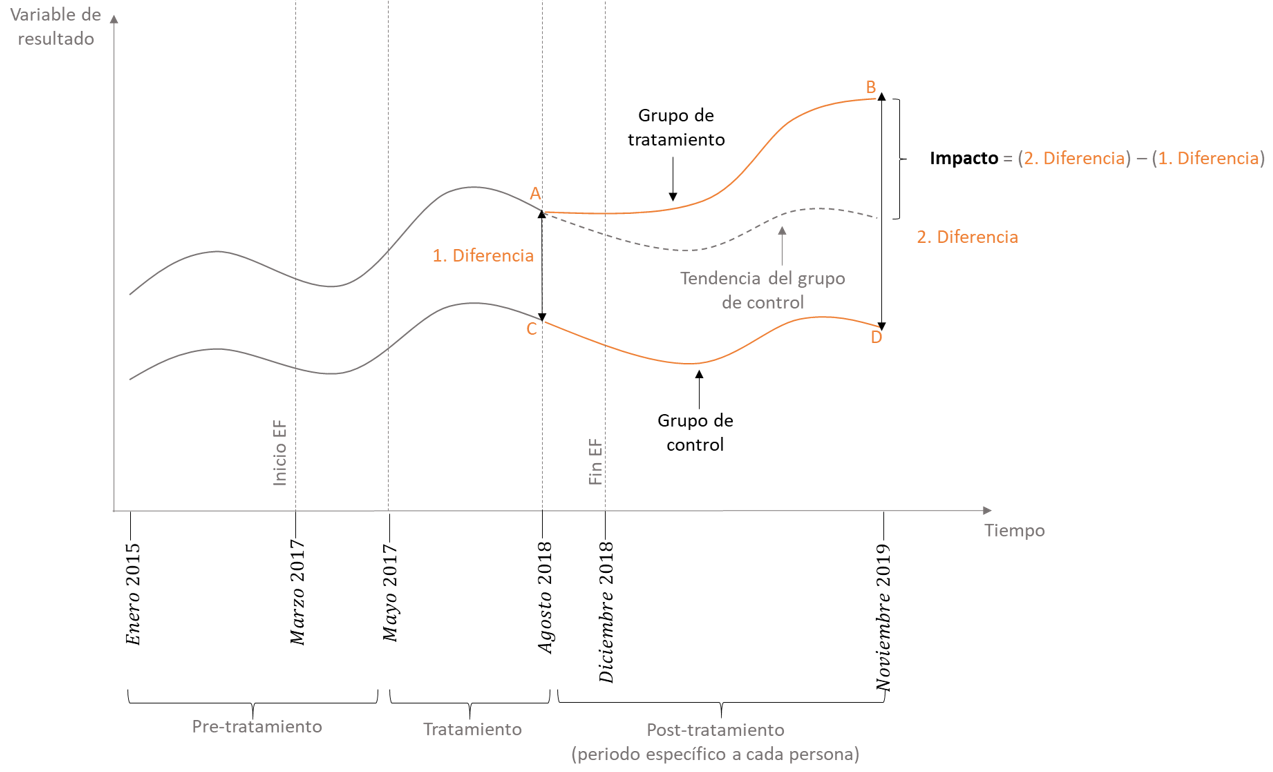 Variable de
resultado
B
Grupo de
tratamiento
Impacto = (2. Diferencia) – (1. Diferencia)
A
2. Diferencia
1. Diferencia
Tendencia del grupo
de control
C
D
Grupo de
control
Inicio EF
Fin EF
Tiempo
Enero 2015
Marzo 2017
Mayo 2017
Agosto 2018
Diciembre 2018
Noviembre 2019
Pre-tratamiento
Tratamiento
Post-tratamiento
(periodo específico a cada persona)